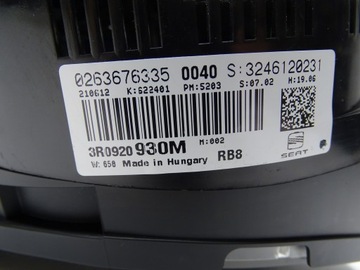 0263676335 0040 S:3246120231
210612 K:622401 PM:5203 S:07.02 H:19.06
3R0920 930M M:002
W: 650 Made in Hungary RB8
SEAT